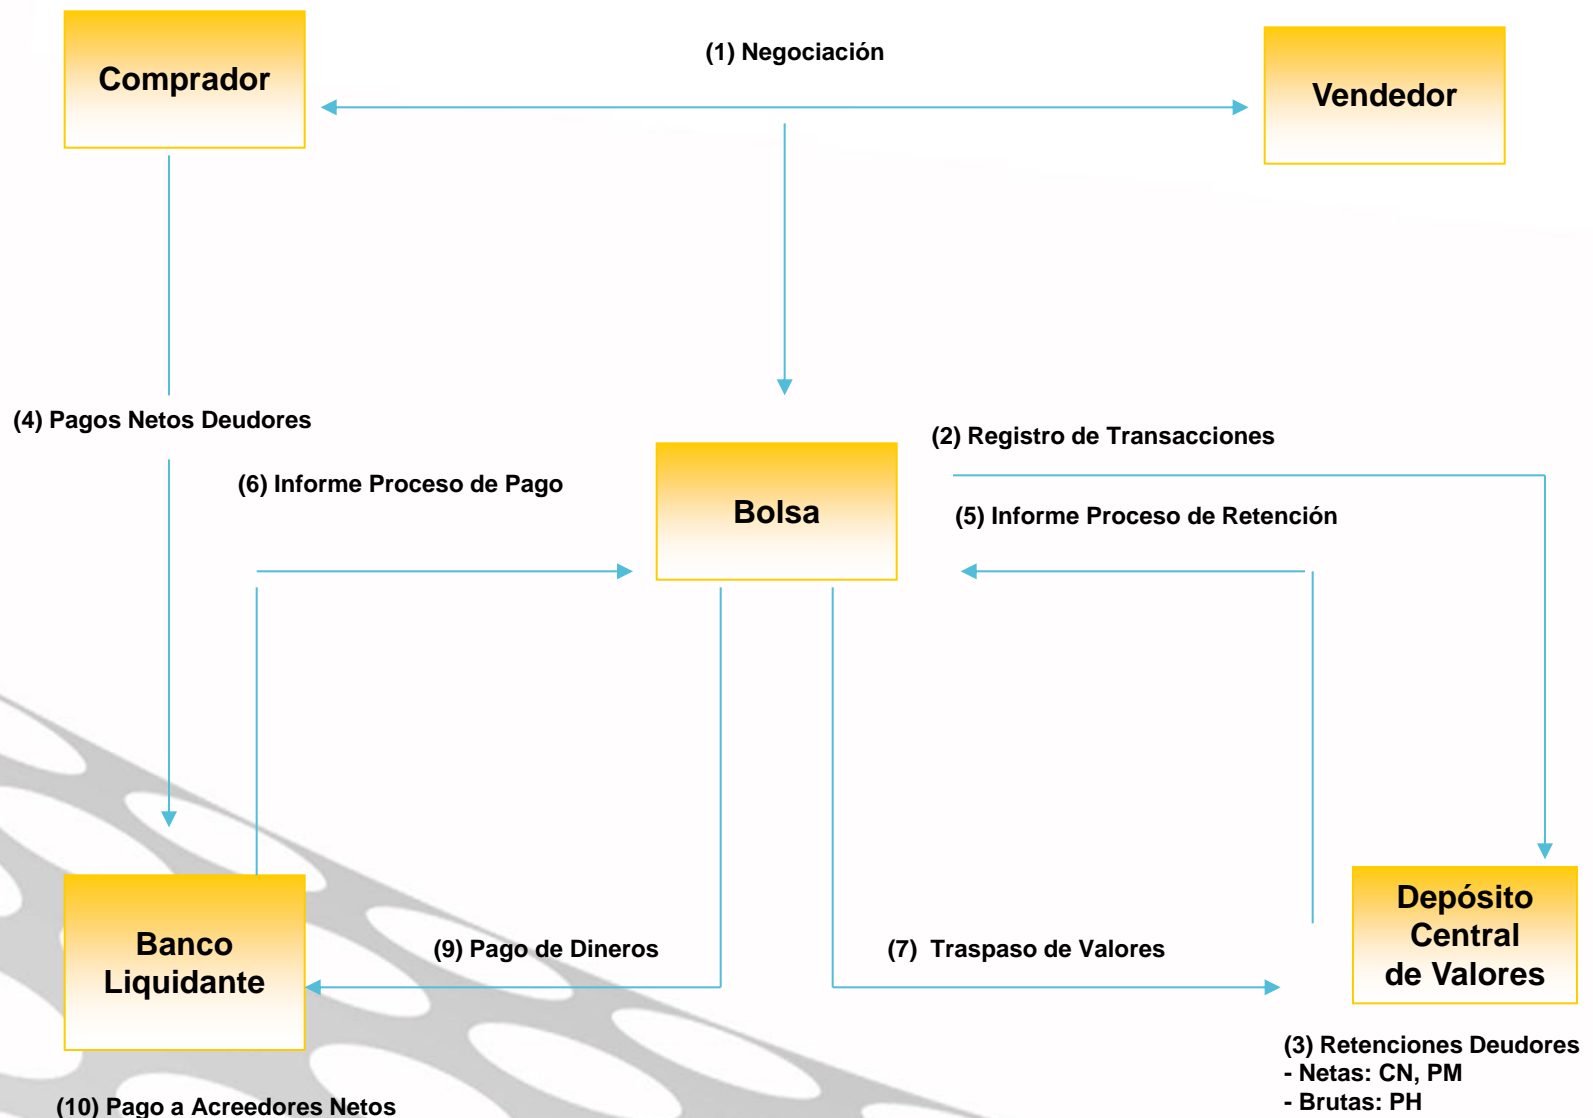 (1) Negociación
Comprador
Vendedor
(4) Pagos Netos Deudores
(2) Registro de Transacciones
(6) Informe Proceso de Pago
Bolsa
(5) Informe Proceso de Retención
Banco
Liquidante
(9) Pago de Dineros
(7) Traspaso de Valores
Depósito
Central
de Valores
(3) Retenciones Deudores
- Netas: CN, PM
- Brutas: PH
(10) Pago a Acreedores Netos